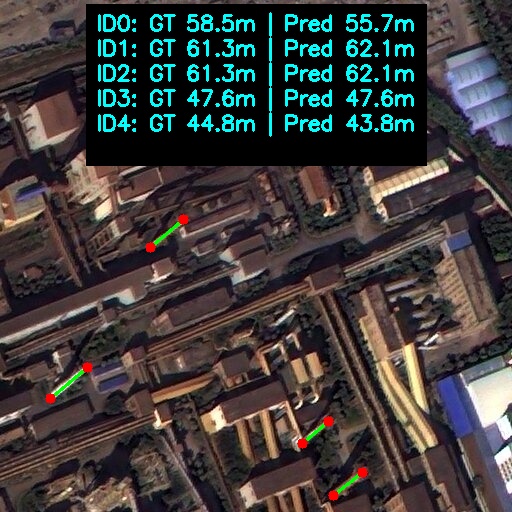 ID0: GT 58.5m | Pred 55.7m
ID1: GT 61.3m | Pred 62.1m
ID2: GT 61.3m | Pred 62.1m
ID3: GT 47.6m | Pred 47.6m
ID4: GT 44.8m | Pred 43.8m